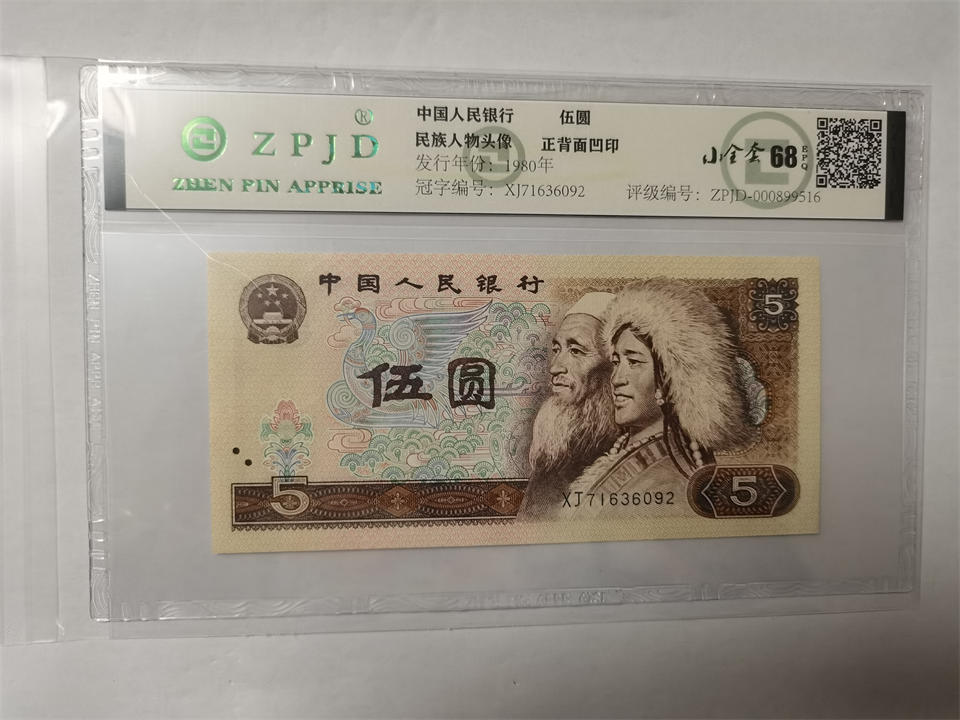 ZPJD®
ZHEN PIN APPRISE
中国人民银行 伍圆
民族人物头像 正背面凹印
发行年份：1980年
冠字编号：XJ71636092
小全套 68 EPQ
评级编号：ZPJD-000899516
中国人民银行
5
伍圆
XJ71636092
5
5